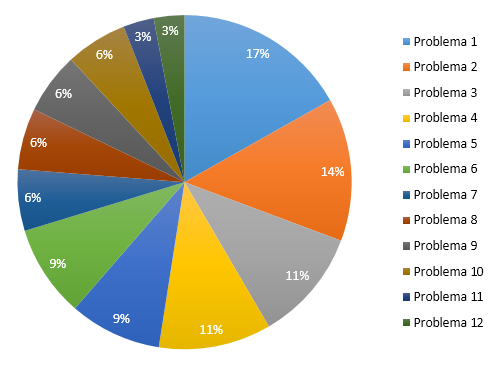 17%
14%
11%
11%
9%
9%
6%
6%
6%
6%
3%
3%
Problema 1
Problema 2
Problema 3
Problema 4
Problema 5
Problema 6
Problema 7
Problema 8
Problema 9
Problema 10
Problema 11
Problema 12